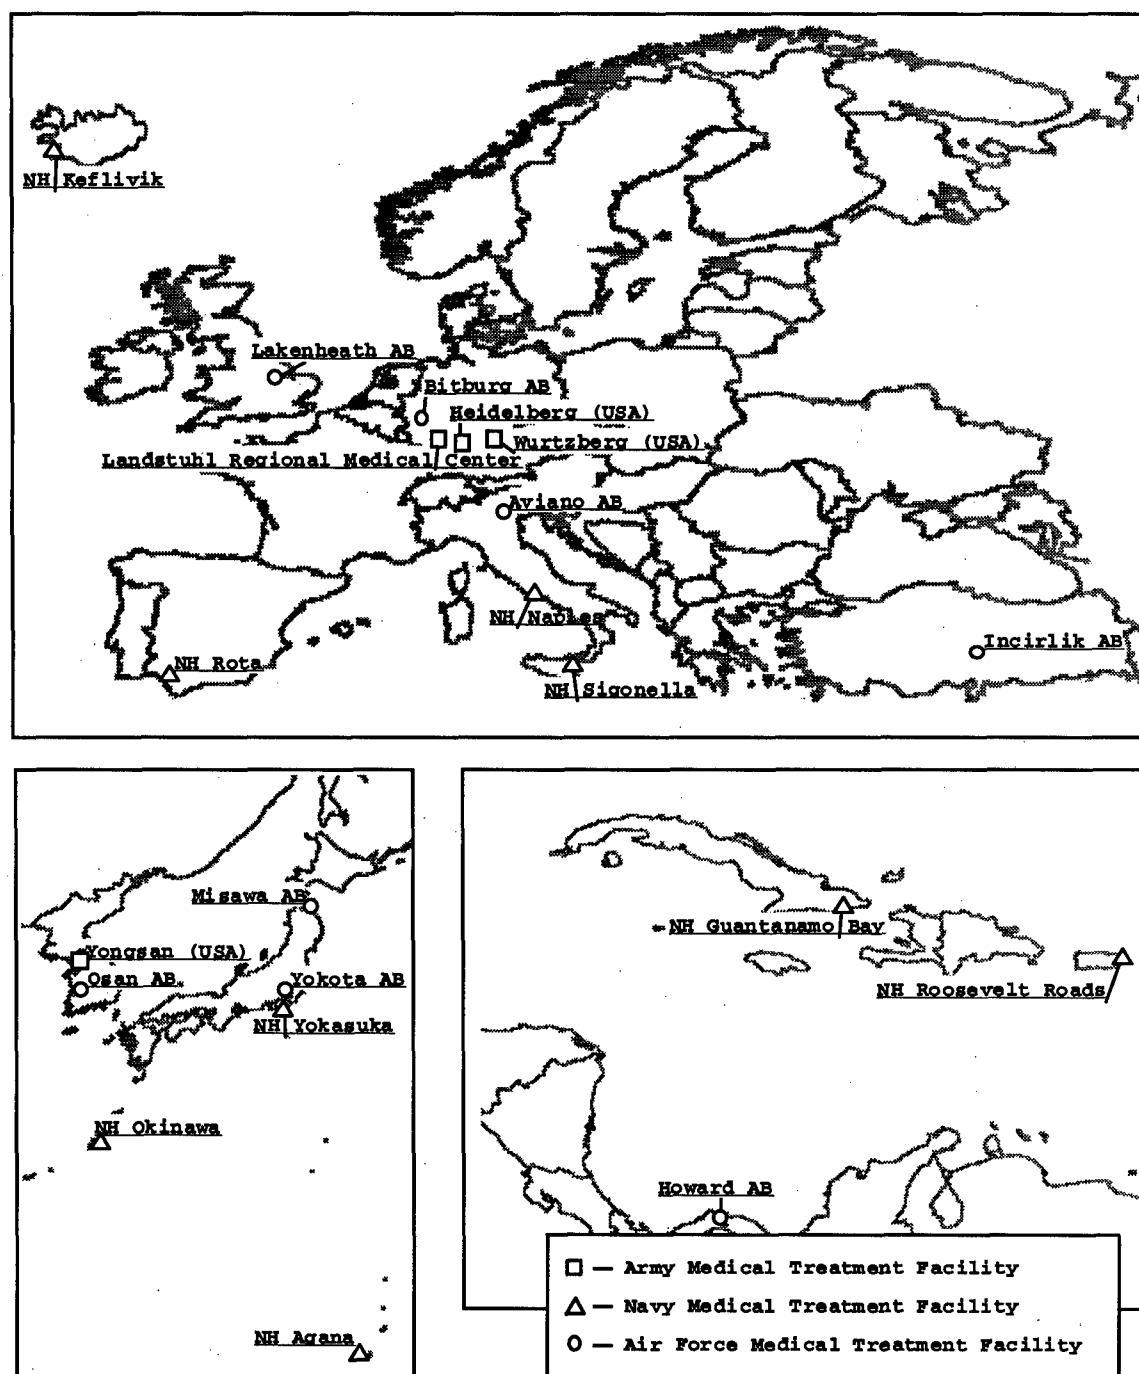 NH Keflivik
Lakenheath AB
Bitburg AB
Heidelberg (USA)
Wurtzberg (USA)
Landstuhl Regional Medical Center
Aviano AB
NH Naples
NH Rota
NH Sigonella
Incirlik AB
Misawa AB
Yongsan (USA)
Osan AB
Yokota AB
NH Yokasuka
NH Okinawa
NH Agana
NH Guantanamo Bay
NH Roosevelt Roads
Howard AB
— Army Medical Treatment Facility
— Navy Medical Treatment Facility
— Air Force Medical Treatment Facility